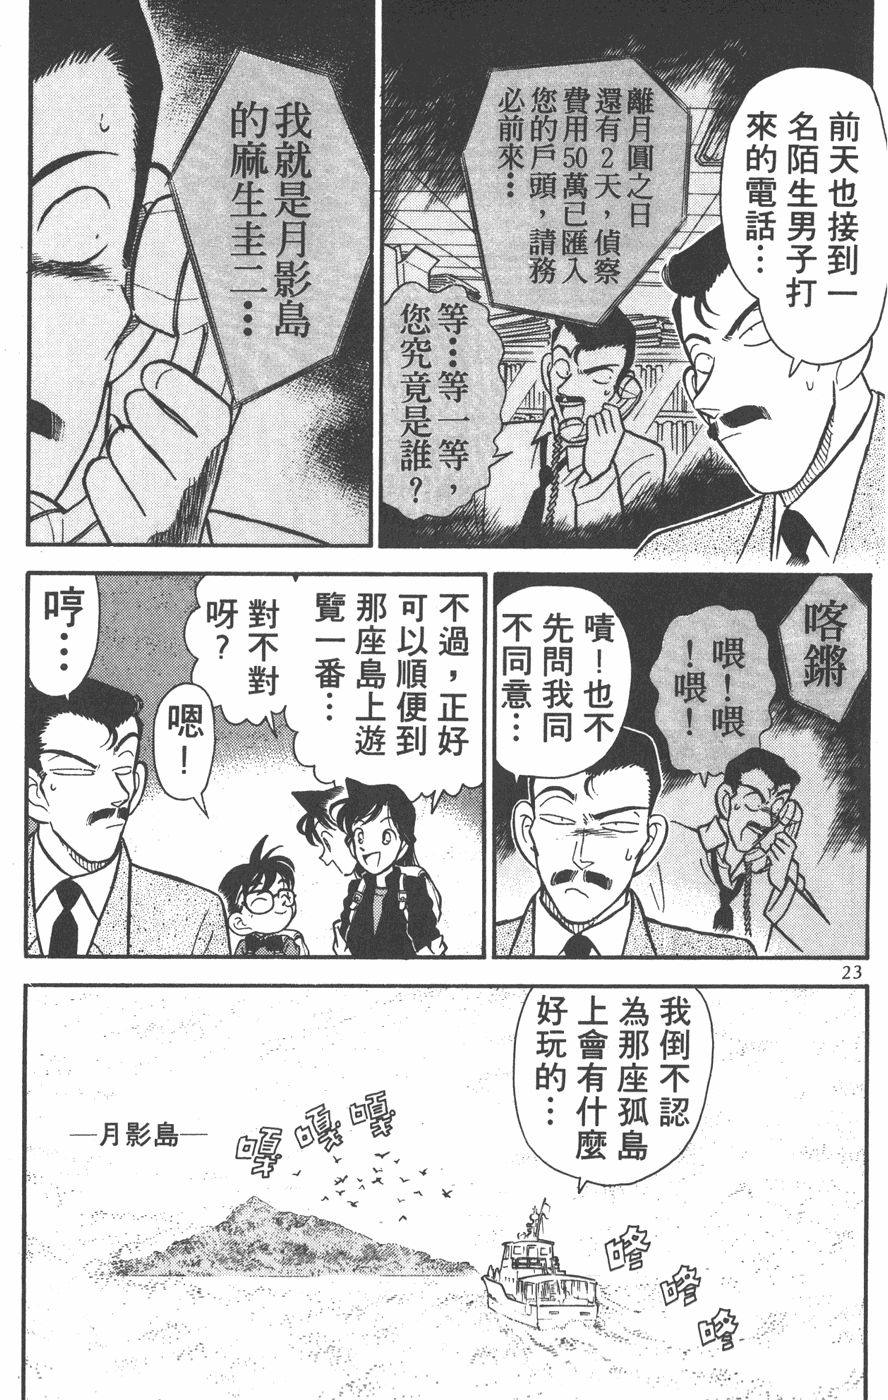 前天也接到一
名陌生男子打
來的電話…
離月圓之日
還有2天，偵察
費用50萬已匯入
您的戶頭，請務
必前來…
等…等一等，
您究竟是誰？
我就是月影島
的麻生圭二…
喀鏘
喂！喂
！喂！
嘖！也不
先問我同
不同意…
不過，正好
可以順便到
那座島上遊
覽一番…
對不對
呀？
嗯！
哼…
23
我倒不認
為那座孤島
上會有什麼
好玩的…
—月影島—
嘎
嘎
嘎